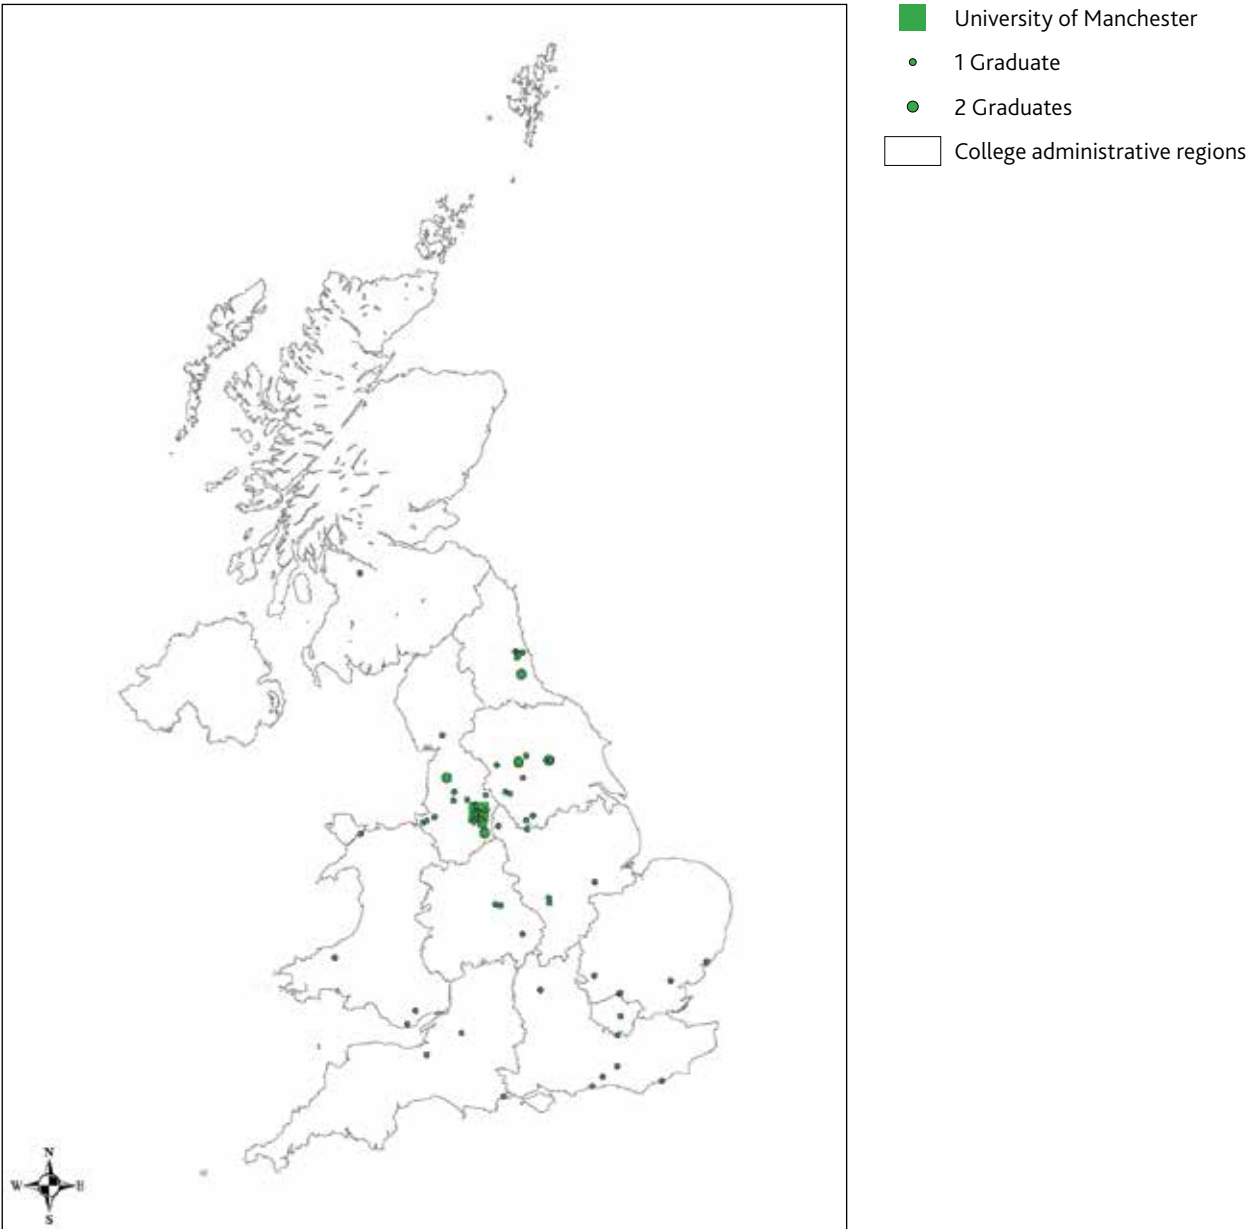 University of Manchester
1 Graduate
2 Graduates
College administrative regions
N
W E
S